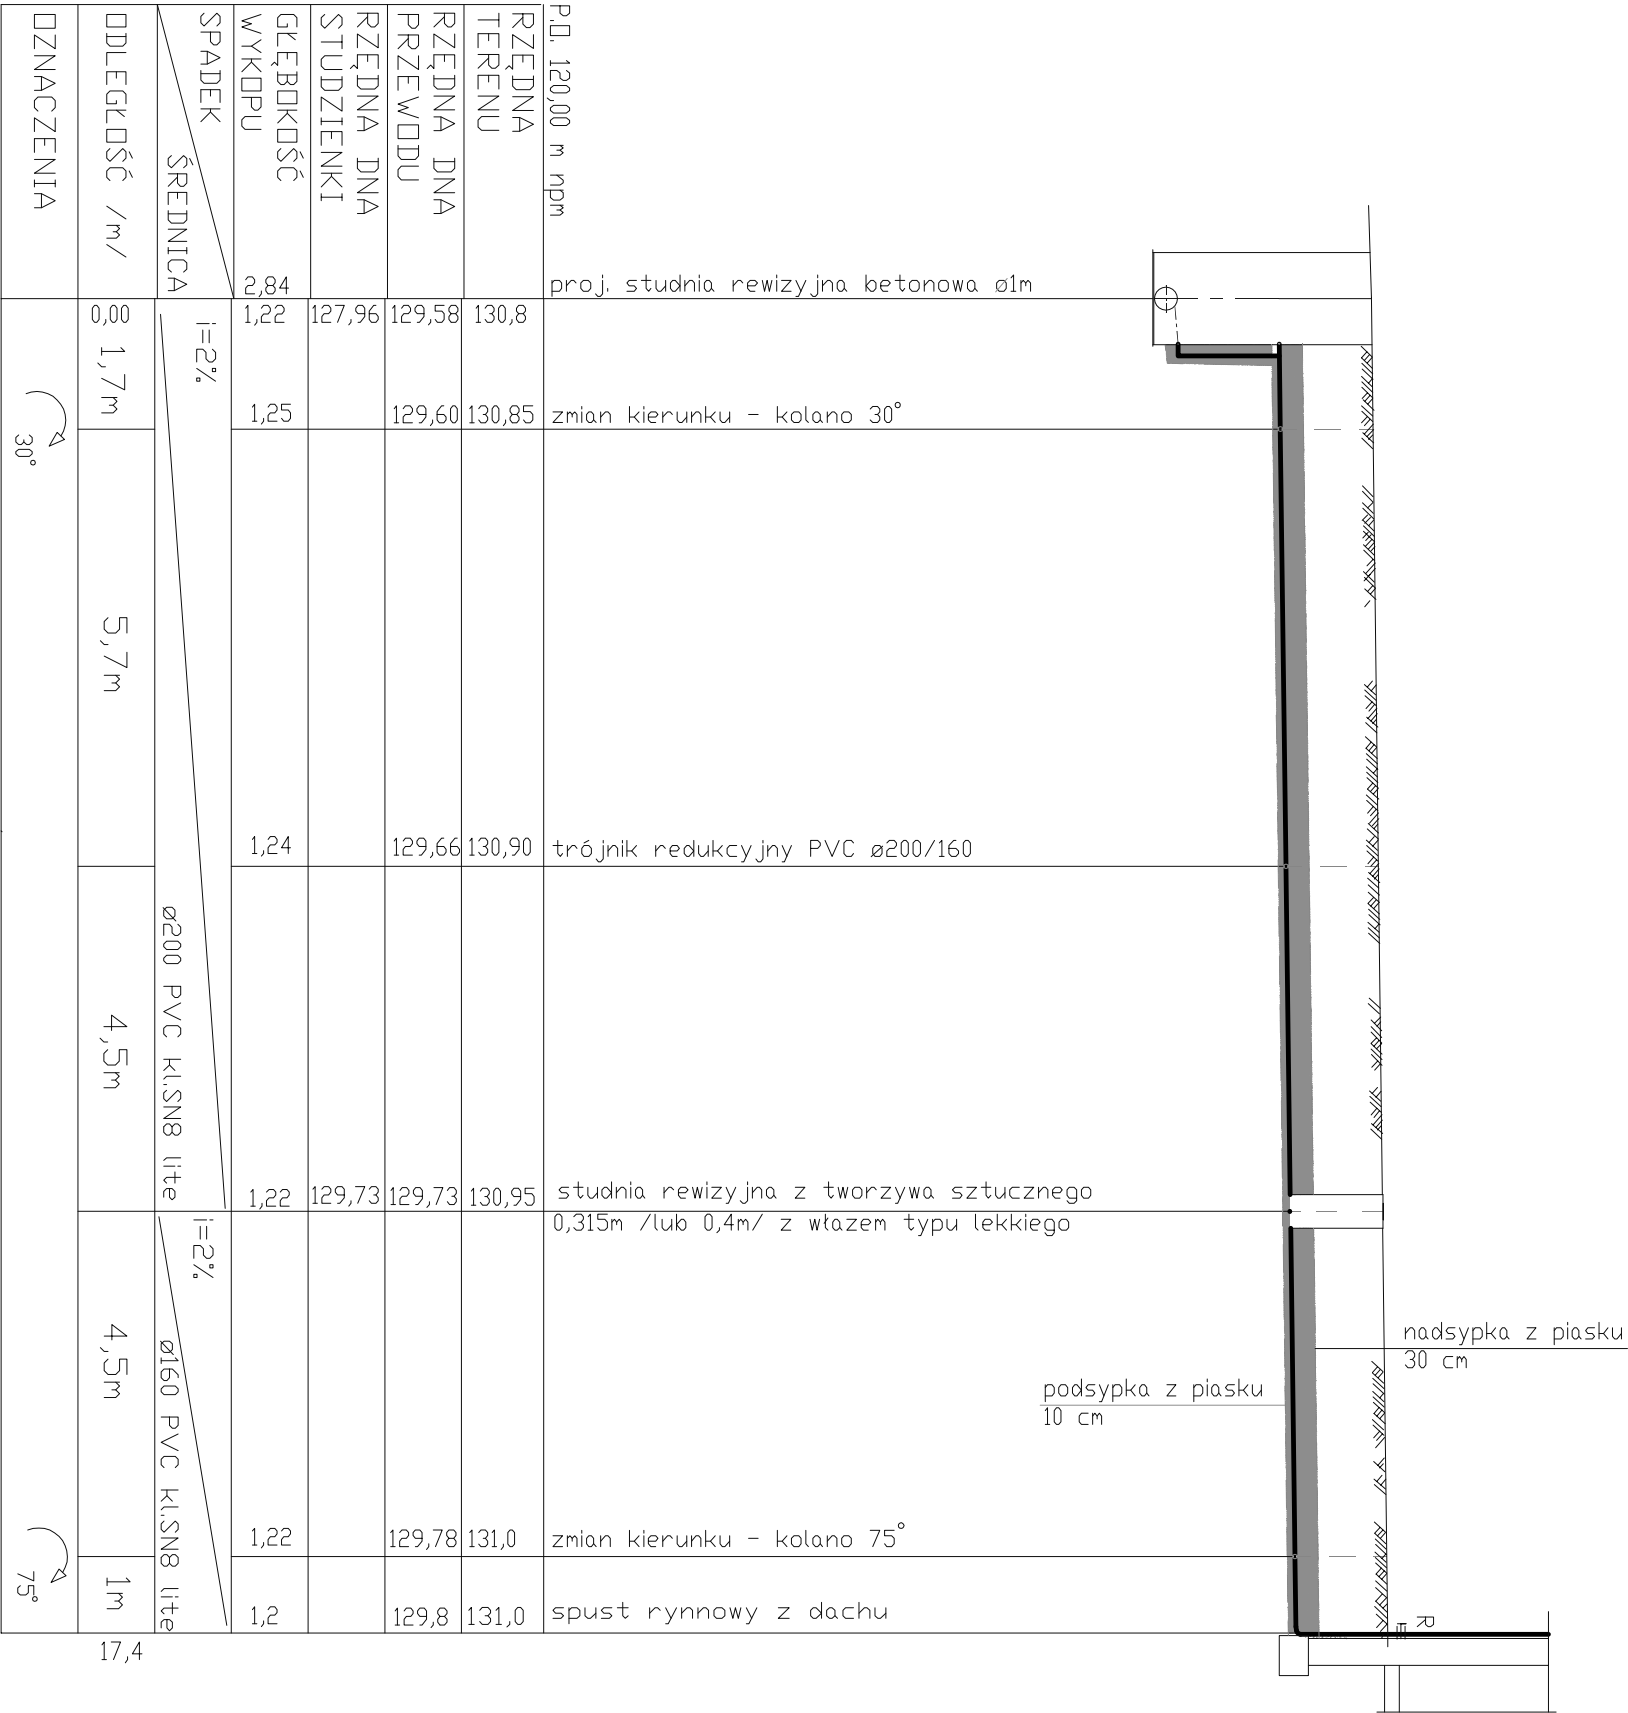 P.O. 120,00 m npm
RZĘDNA
TERENU
RZĘDNA DNA
PRZEWODU
RZĘDNA DNA
STUDZIENKI
GŁĘBOKOŚĆ
WYKOPU
SPADEK
ŚREDNICA
ODLEGŁOŚĆ /m/
OZNACZENIA
2,84
proj. studnia rewizyjna betonowa ø1m
0,00
1,22
127,96
129,58
130,8
i=2%
1,7m
1,25
129,60
130,85
zmian kierunku - kolano 30°
30°
5,7m
1,24
129,66
130,90
trójnik redukcyjny PVC ø200/160
ø200 PVC kl.SN8 lite
4,5m
1,22
129,73
129,73
130,95
studnia rewizyjna z tworzywa sztucznego
0,315m /lub 0,4m/ z włazem typu lekkiego
i=2%
4,5m
ø160 PVC kl.SN8 lite
nadsypka z piasku
30 cm
podsypka z piasku
10 cm
1,22
129,78
131,0
zmian kierunku - kolano 75°
75°
1m
1,2
129,8
131,0
spust rynnowy z dachu
R
17,4